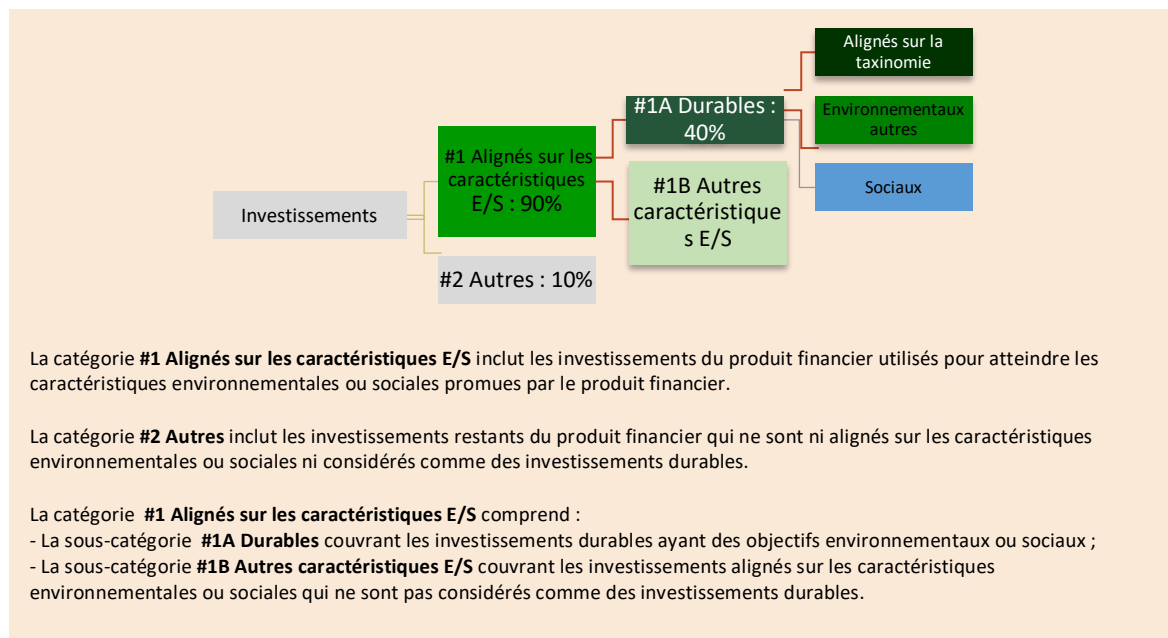 Investissements
#1 Alignés sur les
caractéristiques
E/S : 90%
#2 Autres : 10%
#1A Durables :
40%
#1B Autres
caractéristique
s E/S
Alignés sur la
taxinomie
Environnementaux
autres
Sociaux
La catégorie #1 Alignés sur les caractéristiques E/S inclut les investissements du produit financier utilisés pour atteindre les
caractéristiques environnementales ou sociales promues par le produit financier.
La catégorie #2 Autres inclut les investissements restants du produit financier qui ne sont ni alignés sur les caractéristiques
environnementales ou sociales ni considérés comme des investissements durables.
La catégorie #1 Alignés sur les caractéristiques E/S comprend :
- La sous-catégorie #1A Durables couvrant les investissements durables ayant des objectifs environnementaux ou sociaux ;
- La sous-catégorie #1B Autres caractéristiques E/S couvrant les investissements alignés sur les caractéristiques
environnementales ou sociales qui ne sont pas considérés comme des investissements durables.